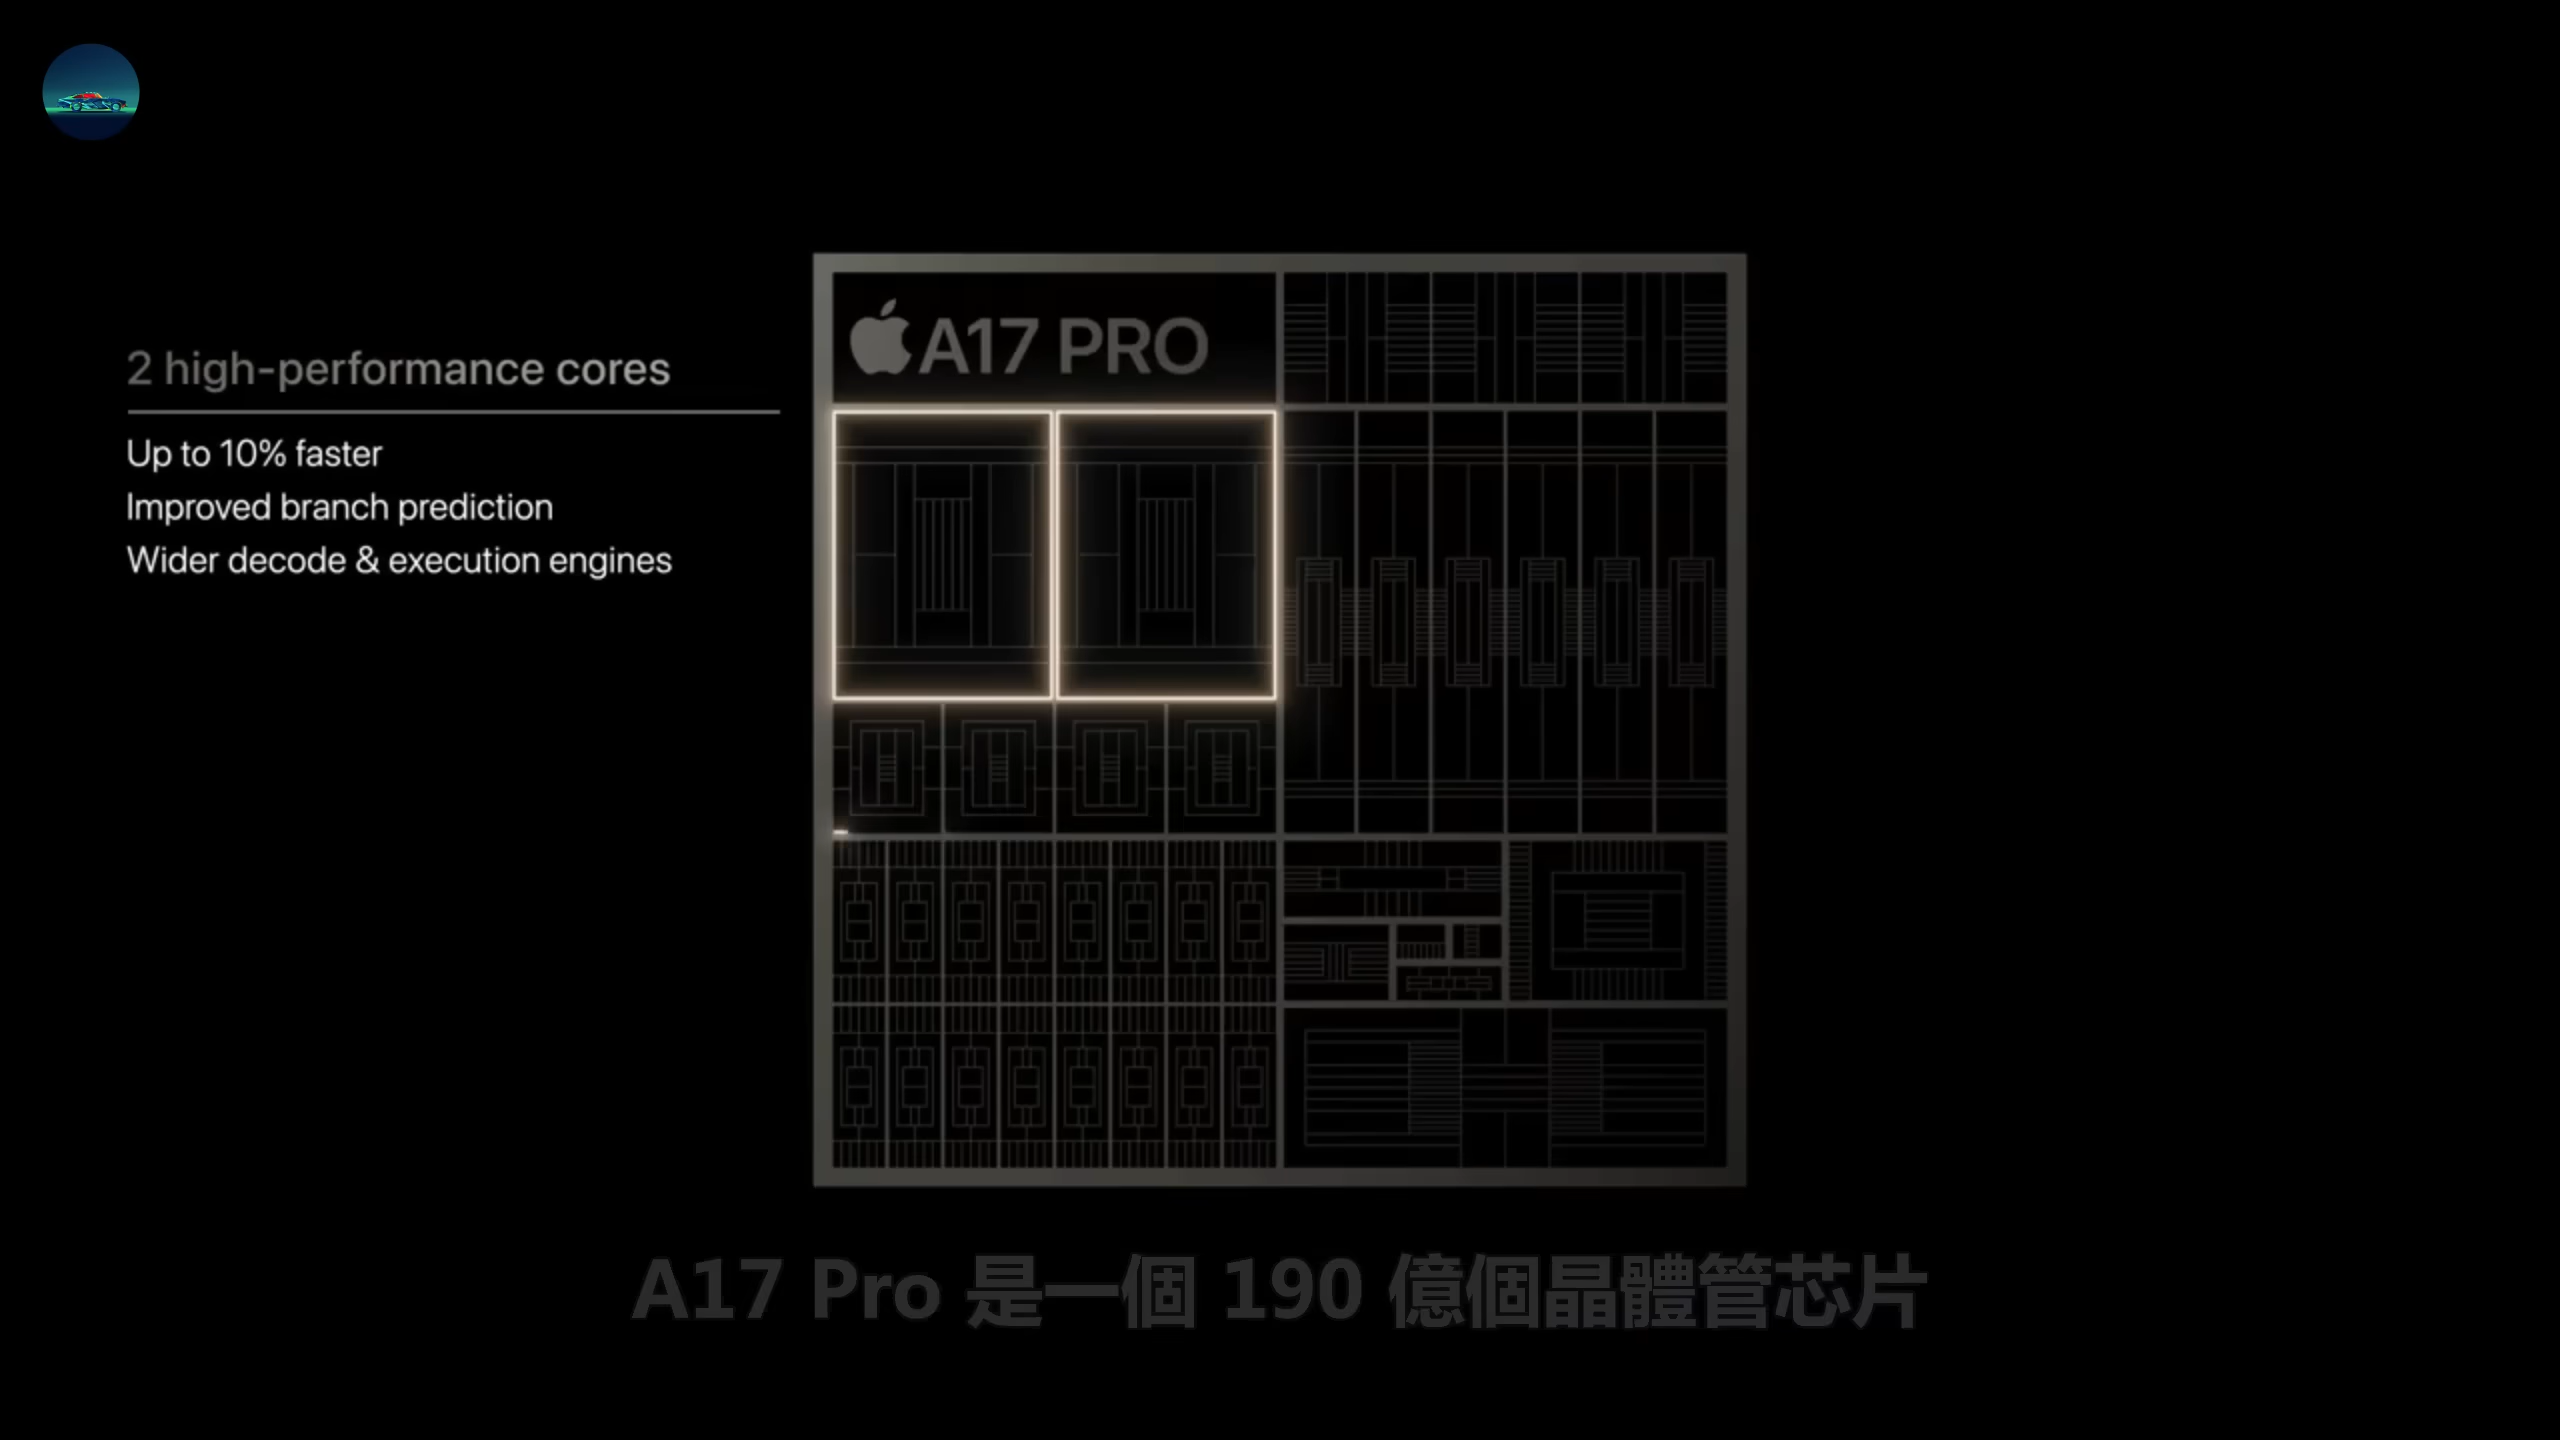 A17 PRO
2 high-performance cores
Up to 10% faster
Improved branch prediction
Wider decode & execution engines
A17 Pro 是一個 190 億個晶體管芯片